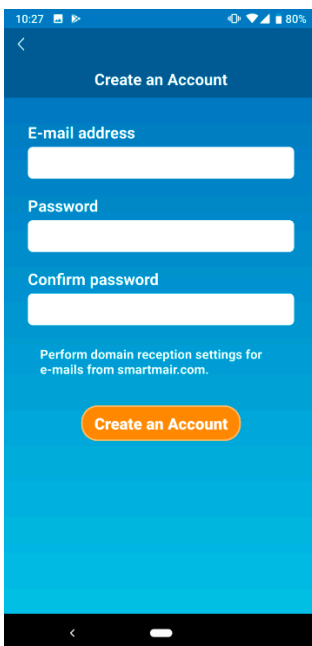 10:27 80%
Create an Account
E-mail address
Password
Confirm password
Perform domain reception settings for
e-mails from smartmair.com.
Create an Account